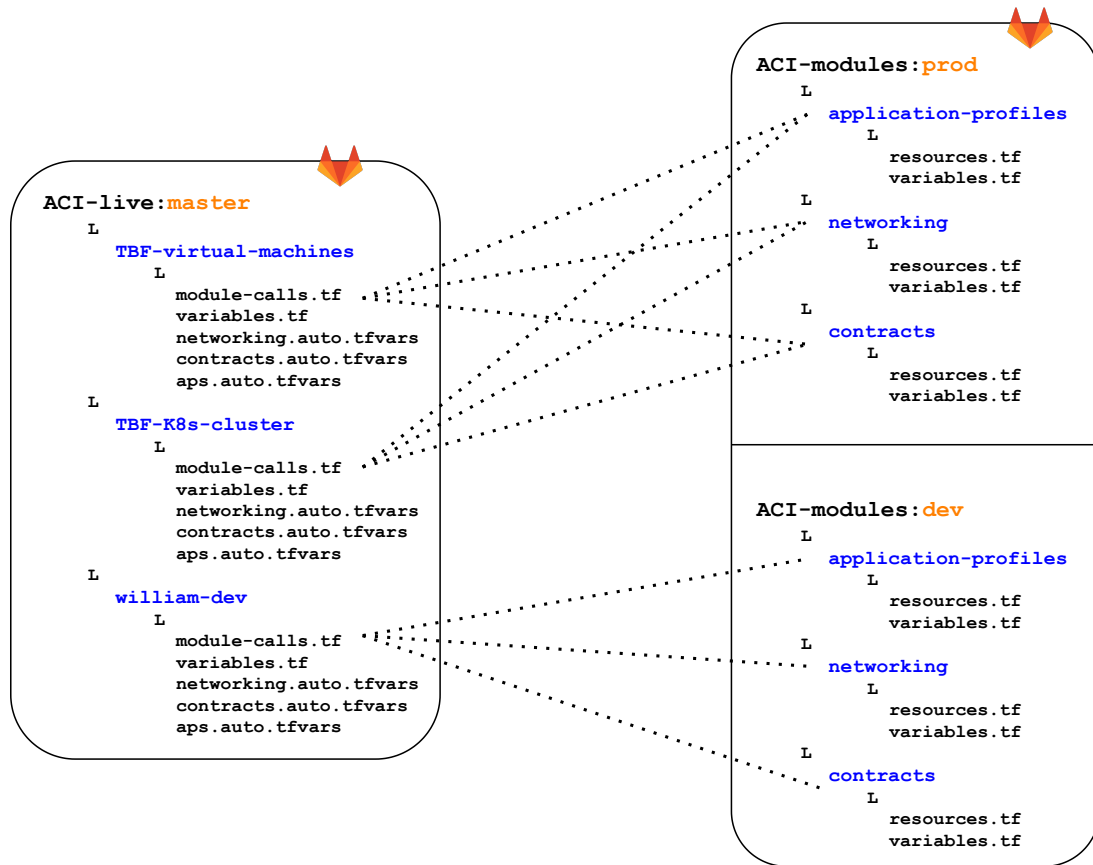 ACI-live:master
L
TBF-virtual-machines
L
module-calls.tf
variables.tf
networking.auto.tfvars
contracts.auto.tfvars
aps.auto.tfvars
L
TBF-K8s-cluster
L
module-calls.tf
variables.tf
networking.auto.tfvars
contracts.auto.tfvars
aps.auto.tfvars
L
william-dev
L
module-calls.tf
variables.tf
networking.auto.tfvars
contracts.auto.tfvars
aps.auto.tfvars
ACI-modules:prod
L
application-profiles
L
resources.tf
variables.tf
L
networking
L
resources.tf
variables.tf
L
contracts
L
resources.tf
variables.tf
ACI-modules:dev
L
application-profiles
L
resources.tf
variables.tf
L
networking
L
resources.tf
variables.tf
L
contracts
L
resources.tf
variables.tf